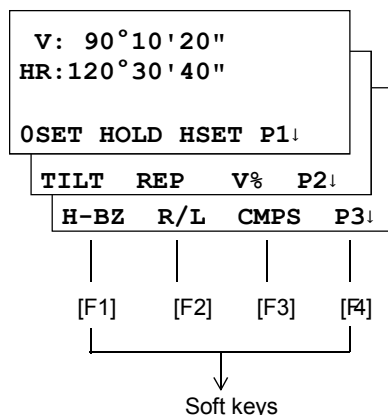 V: 90°10'20"
HR:120°30'40"
0SET HOLD HSET P1↓
TILT REP V% P2↓
H-BZ R/L CMPS P3↓
[F1] [F2] [F3] [F4]
Soft keys